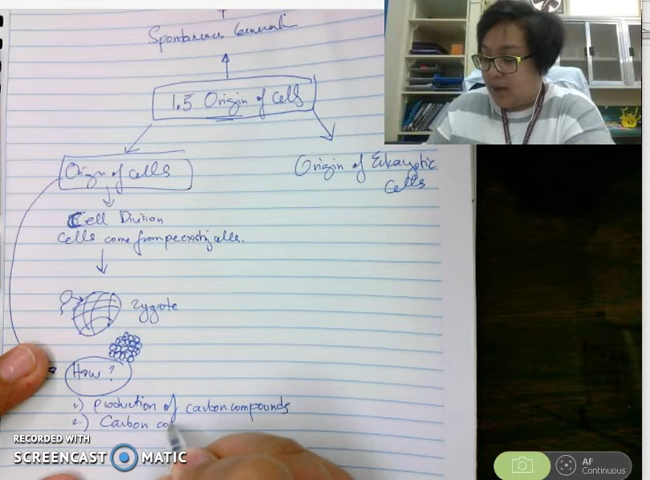 Spontaneous Generati
1.5 Origin of Cells
Origin of cells
Origin of Eukaryotic
Cells
Cell Division
Cells come from preexisting cells.
Zygote
How?
1.) Production of carbon compounds
2.) Carbon co
RECORDED WITH
SCREENCAST MATIC
AF
Continuous